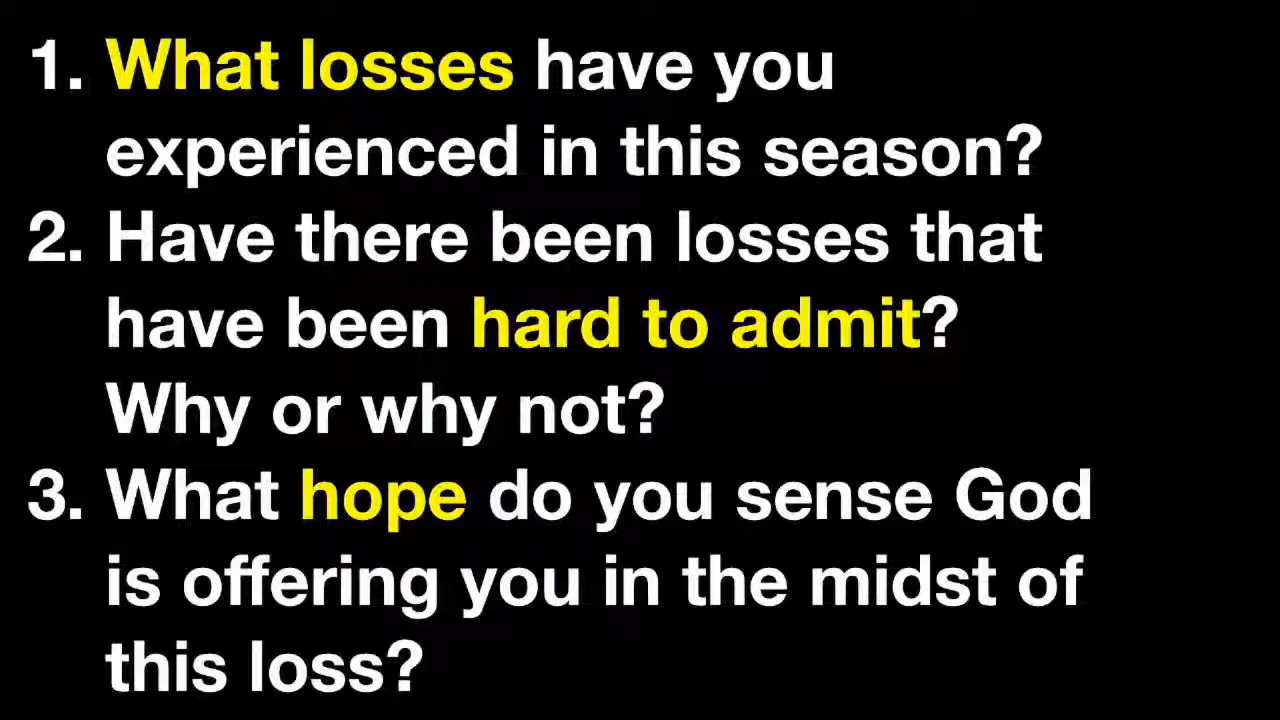 1. What losses have you
experienced in this season?
2. Have there been losses that
have been hard to admit?
Why or why not?
3. What hope do you sense God
is offering you in the midst of
this loss?